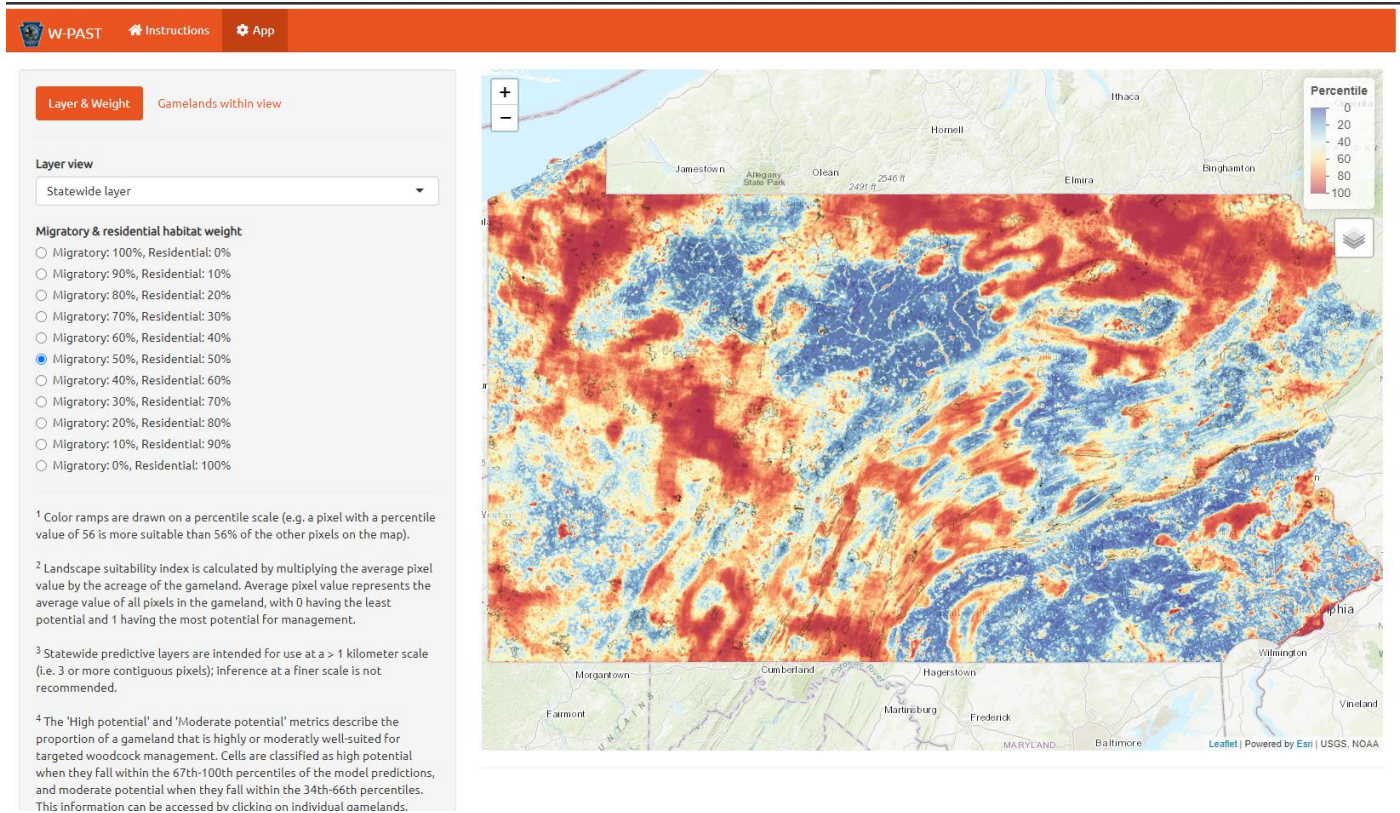 W-PAST
Instructions
App
Layer & Weight
Gamelands within view
Layer view
Statewide layer
Migratory & residential habitat weight
Migratory: 100%, Residential: 0%
Migratory: 90%, Residential: 10%
Migratory: 80%, Residential: 20%
Migratory: 70%, Residential: 30%
Migratory: 60%, Residential: 40%
Migratory: 50%, Residential: 50%
Migratory: 40%, Residential: 60%
Migratory: 30%, Residential: 70%
Migratory: 20%, Residential: 80%
Migratory: 10%, Residential: 90%
Migratory: 0%, Residential: 100%
1 Color ramps are drawn on a percentile scale (e.g. a pixel with a percentile
value of 56 is more suitable than 56% of the other pixels on the map).
2 Landscape suitability index is calculated by multiplying the average pixel
value by the acreage of the gameland. Average pixel value represents the
average value of all pixels in the gameland, with 0 having the least
potential and 1 having the most potential for management.
3 Statewide predictive layers are intended for use at a > 1 kilometer scale
(i.e. 3 or more contiguous pixels); inference at a finer scale is not
recommended.
4 The 'High potential' and 'Moderate potential' metrics describe the
proportion of a gameland that is highly or moderatly well-suited for
targeted woodcock management. Cells are classified as high potential
when they fall within the 67th-100th percentiles of the model predictions,
and moderate potential when they fall within the 34th-66th percentiles.
This information can be accessed by clicking on individual gamelands.
+
−
Percentile
0
20
40
60
80
100
Ithaca
Hornell
Jamestown
Allegany
State Park
Olean
2546 ft
2491 ft
Elmira
Binghamton
Wilmington
Morgantown
Cumberland
Hagerstown
Fairmont
Martinsburg
Frederick
Vineland
MARYLAND
Baltimore
Leaflet | Powered by Esri | USGS, NOAA